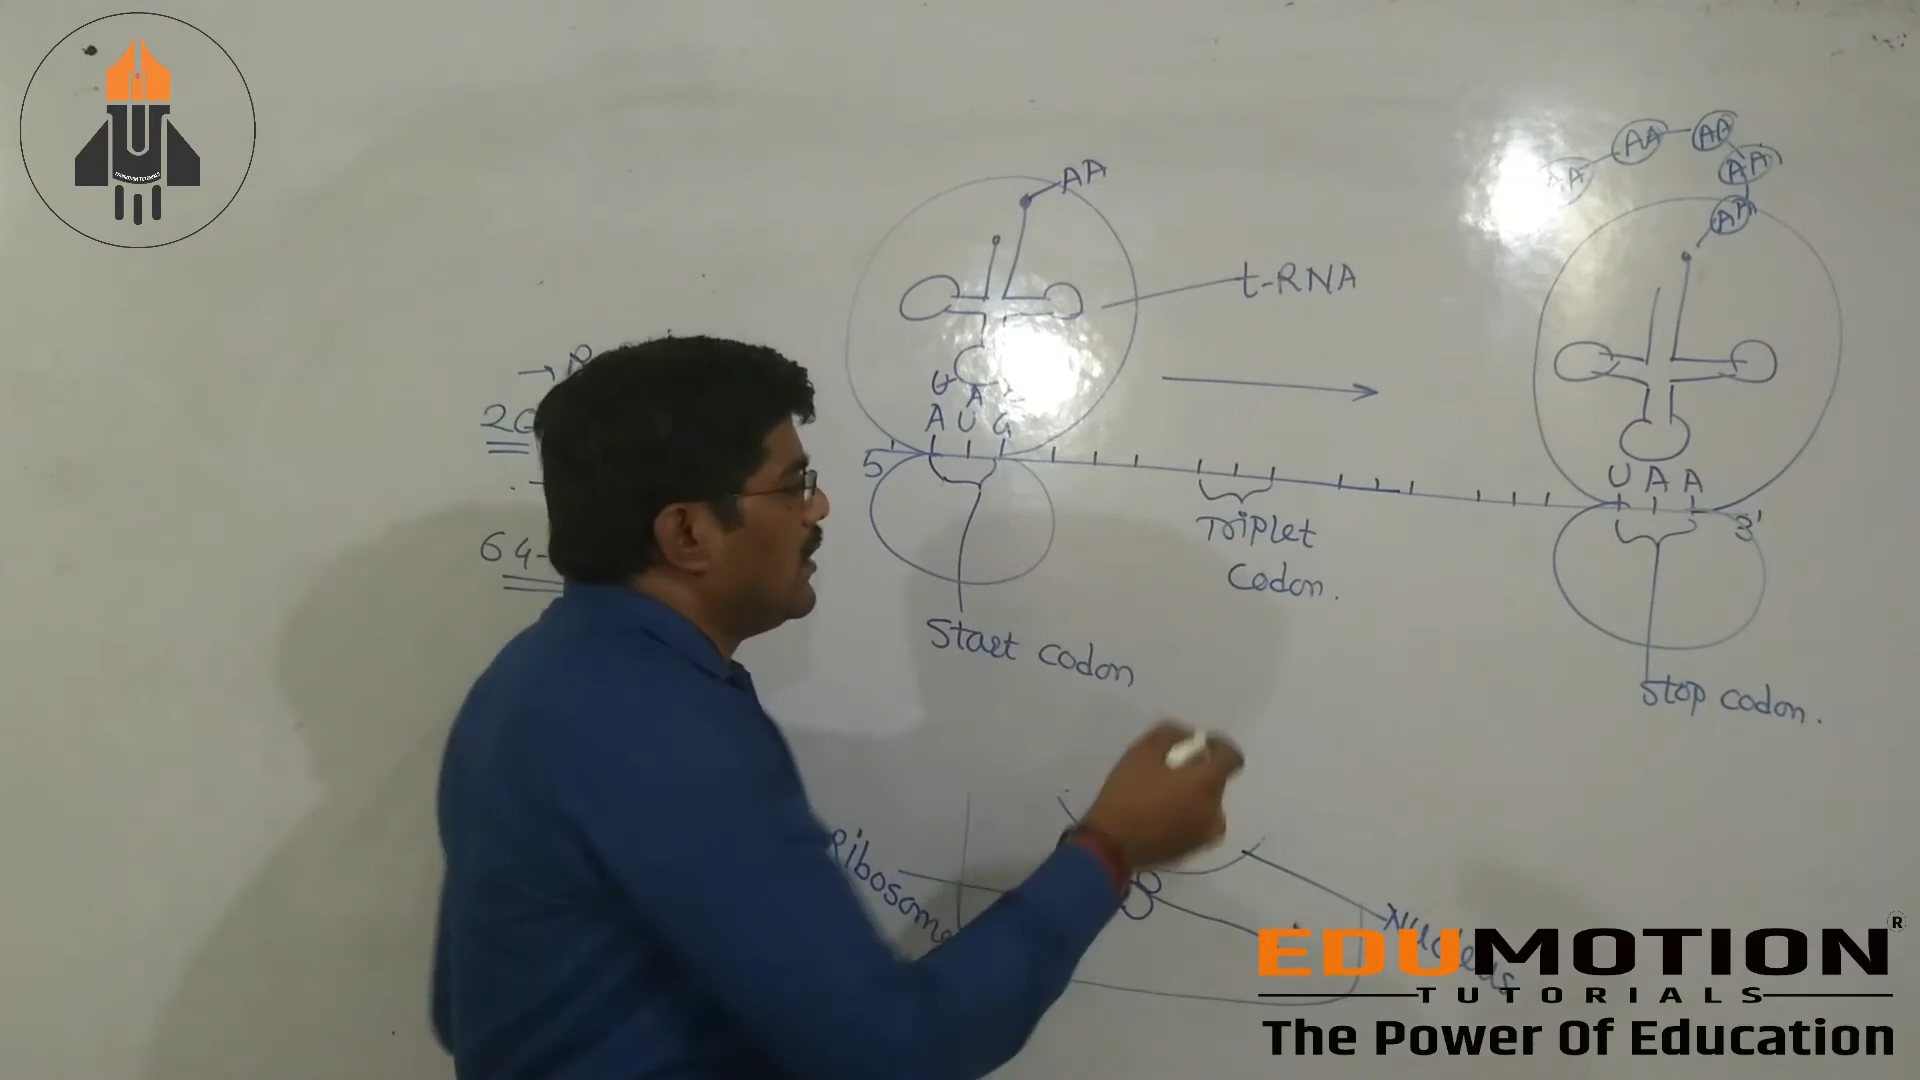 AA AA
AA
AA
AA
AA
t-RNA
A
A U G
5'
U A A
3'
Triplet
Codon.
Start codon
Stop codon.
→
64-
Ribosome
Nucleus
EDUMOTION®
TUTORIALS
The Power Of Education